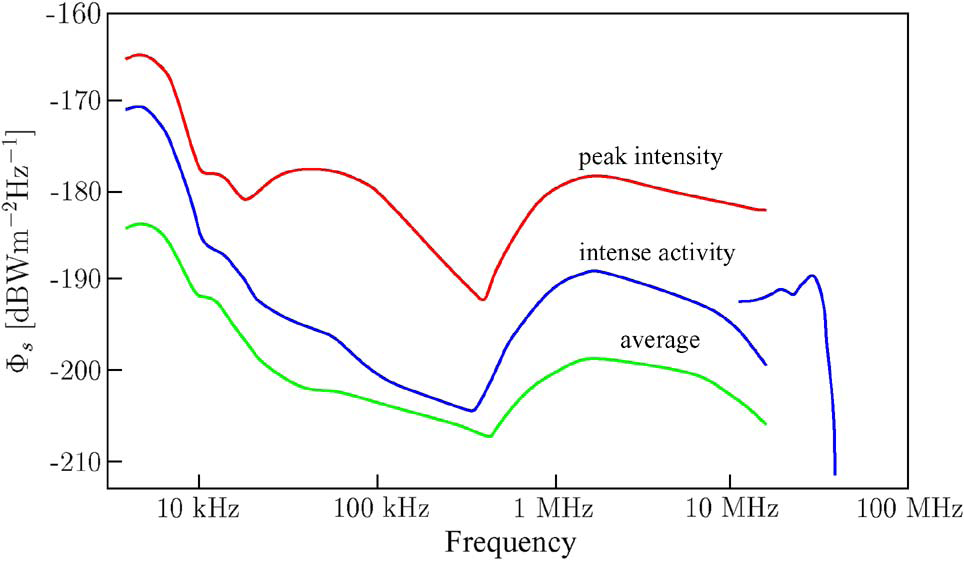 -160
-170
-180
-190
-200
-210
Φₛ [dBWm⁻²Hz⁻¹]
peak intensity
intense activity
average
10 kHz 100 kHz 1 MHz 10 MHz 100 MHz
Frequency